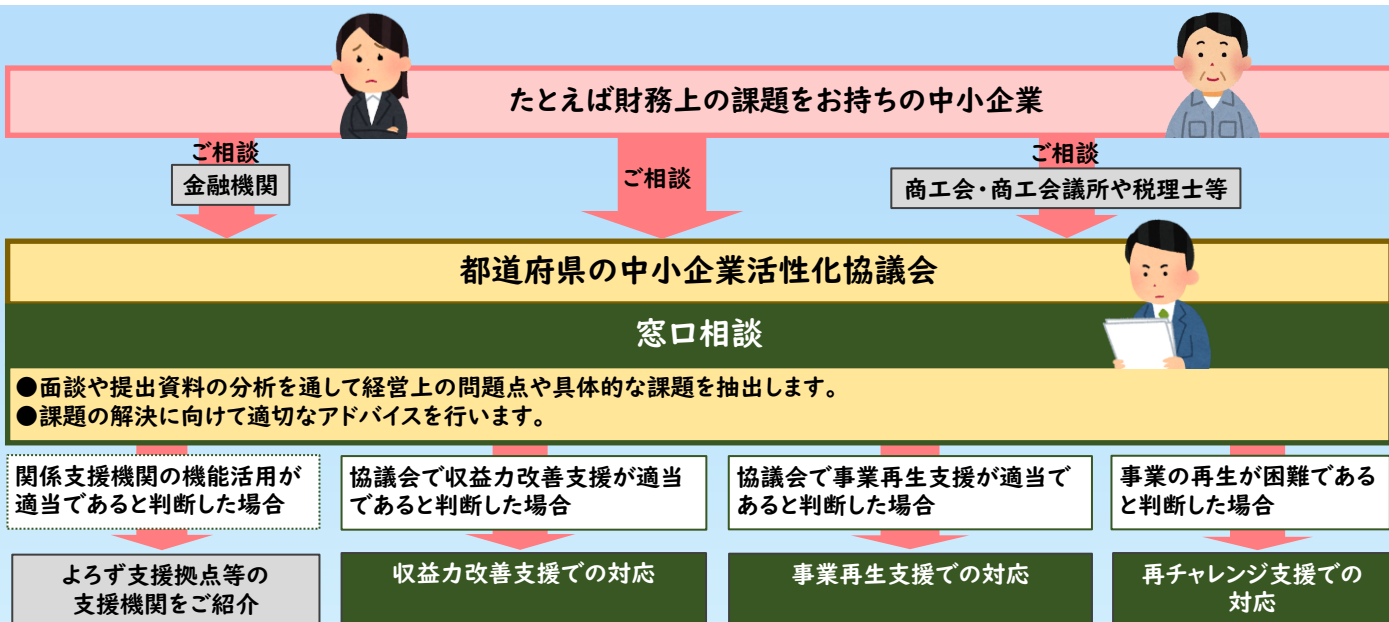 たとえば財務上の課題をお持ちの中小企業
ご相談
金融機関
ご相談
ご相談
商工会・商工会議所や税理士等
都道府県の中小企業活性化協議会
窓口相談
●面談や提出資料の分析を通して経営上の問題点や具体的な課題を抽出します。
●課題の解決に向けて適切なアドバイスを行います。
関係支援機関の機能活用が
適当であると判断した場合
よろず支援拠点等の
支援機関をご紹介
協議会で収益力改善支援が適当
であると判断した場合
収益力改善支援での対応
協議会で事業再生支援が適当で
あると判断した場合
事業再生支援での対応
事業の再生が困難である
と判断した場合
再チャレンジ支援での
対応